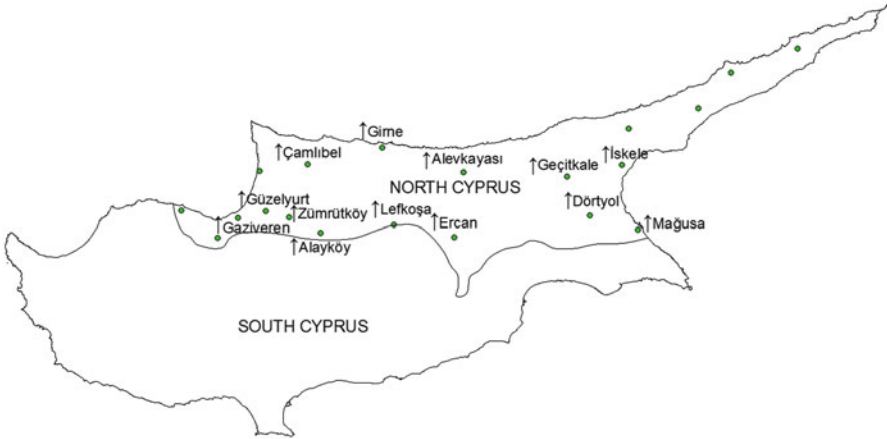 ↑Girne
↑Çamlıbel
↑Alevkayası
↑Geçitkale
↑İskele
NORTH CYPRUS
↑Güzelyurt
↑Zümrütköy
↑Lefkoşa
↑Dörtyol
↑Gaziveren
↑Ercan
↑Mağusa
↑Alayköy
SOUTH CYPRUS